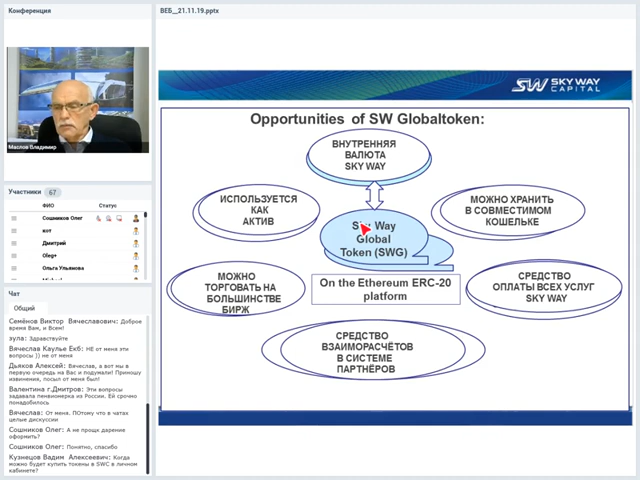 Конференция
ВЕБ__21.11.19.pptx
Маслов Владимир
Участники 67
ФИО Статус
Сошников Олег
кот
Дмитрий
Oleg+
Ольга Ульянова
Чат
Общий
Семёнов Виктор Вячеславович: Доброе
время Вам, и Всем!
зула: Здравствуйте
Вячеслав Каулье Екб: НЕ от меня эти
вопросы )) не от меня
Дьяков Алексей: Вячеслав, а вот мы в
первую очередь на Вас и подумали! Приношу
извинения, посыл от меня был!
Валентина г.Дмитров: Эти вопросы
задавала пенсионерка из России. Ей срочно
понадобилось
Вячеслав: От меня. ПОтому что в чатах
целые дискуссии
Сошников Олег: А не проще дарение
оформить?
Сошников Олег: Понятно, спасибо
Кузнецов Вадим Алексеевич: Когда
можно будет купить токены в SWC в личном
кабинете?
SW SKY WAY
CAPITAL
Opportunities of SW Globaltoken:
ВНУТРЕННЯЯ
ВАЛЮТА
SKY WAY
ИСПОЛЬЗУЕТСЯ
КАК
АКТИВ
МОЖНО ХРАНИТЬ
В СОВМЕСТИМОМ
КОШЕЛЬКЕ
Sky Way
Global
Token (SWG)
On the Ethereum ERC-20
platform
МОЖНО
ТОРГОВАТЬ НА
БОЛЬШИНСТВЕ
БИРЖ
СРЕДСТВО
ОПЛАТЫ ВСЕХ УСЛУГ
SKY WAY
СРЕДСТВО
ВЗАИМОРАСЧЁТОВ
В СИСТЕМЕ
ПАРТНЁРОВ